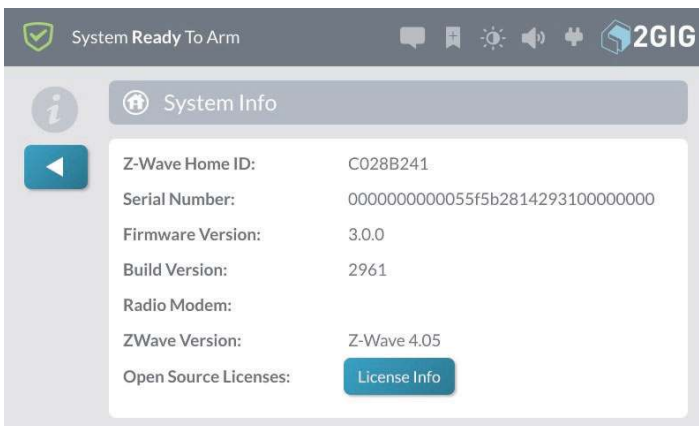 System Ready To Arm
2GIG
System Info
Z-Wave Home ID: C028B241
Serial Number: 0000000000055f5b2814293100000000
Firmware Version: 3.0.0
Build Version: 2961
Radio Modem:
ZWave Version: Z-Wave 4.05
Open Source Licenses: License Info